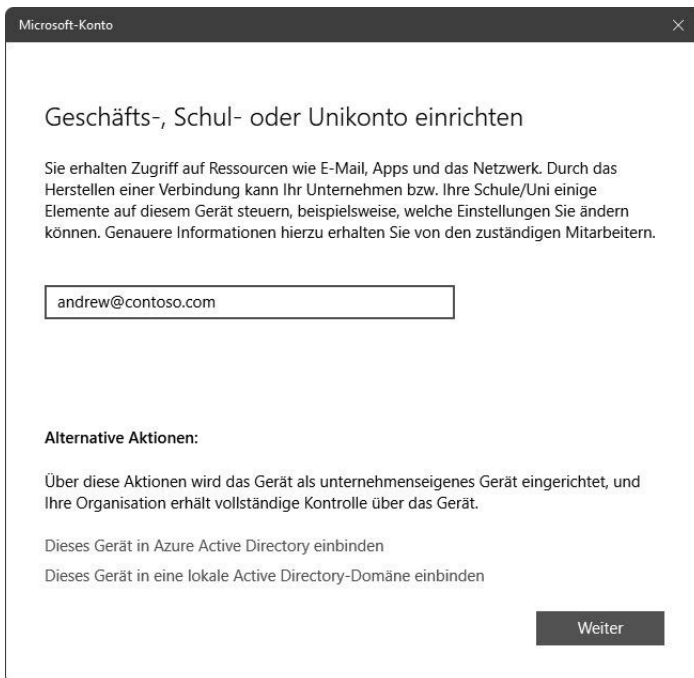 Microsoft-Konto
Geschäfts-, Schul- oder Unikonto einrichten
Sie erhalten Zugriff auf Ressourcen wie E-Mail, Apps und das Netzwerk. Durch das
Herstellen einer Verbindung kann Ihr Unternehmen bzw. Ihre Schule/Uni einige
Elemente auf diesem Gerät steuern, beispielsweise, welche Einstellungen Sie ändern
können. Genauere Informationen hierzu erhalten Sie von den zuständigen Mitarbeitern.
andrew@contoso.com
Alternative Aktionen:
Über diese Aktionen wird das Gerät als unternehmenseigenes Gerät eingerichtet, und
Ihre Organisation erhält vollständige Kontrolle über das Gerät.
Dieses Gerät in Azure Active Directory einbinden
Dieses Gerät in eine lokale Active Directory-Domäne einbinden
Weiter